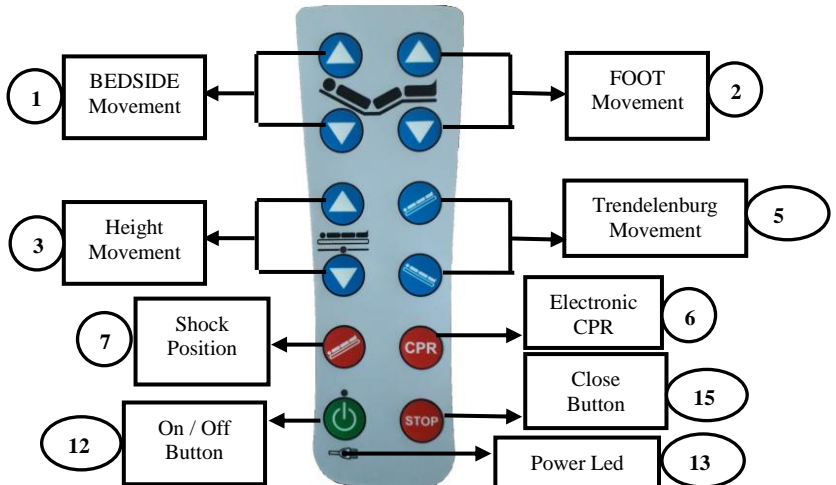 1
BEDSIDE
Movement
FOOT
Movement
2
3
Height
Movement
Trendelenburg
Movement
5
7
Shock
Position
CPR
Electronic
CPR
6
12
On / Off
Button
STOP
Close
Button
15
Power Led
13